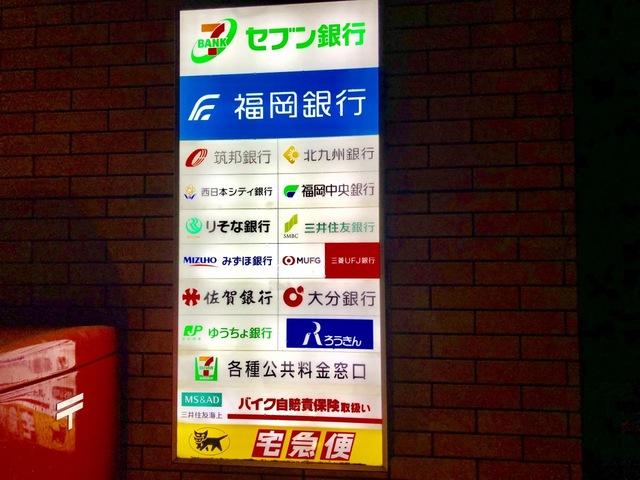 7 BANK セブン銀行
福岡銀行
筑邦銀行 北九州銀行
西日本シティ銀行 福岡中央銀行
りそな銀行 SMBC 三井住友銀行
MIZUHO みずほ銀行 MUFG 三菱UFJ銀行
佐賀銀行 大分銀行
JP ゆうちょ銀行 Rろうきん
各種公共料金窓口
MS&AD
三井住友海上 バイク自賠責保険取扱い
宅急便